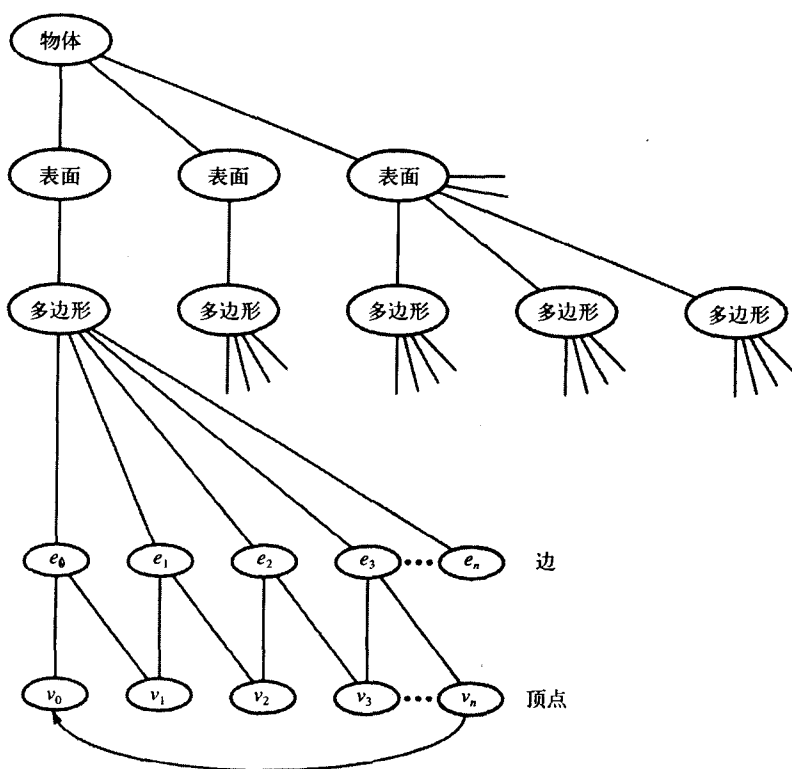 物体
表面 表面 表面
多边形 多边形 多边形 多边形 多边形
e₀ e₁ e₂ e₃ ••• eₙ 边
v₀ v₁ v₂ v₃ ••• vₙ 顶点